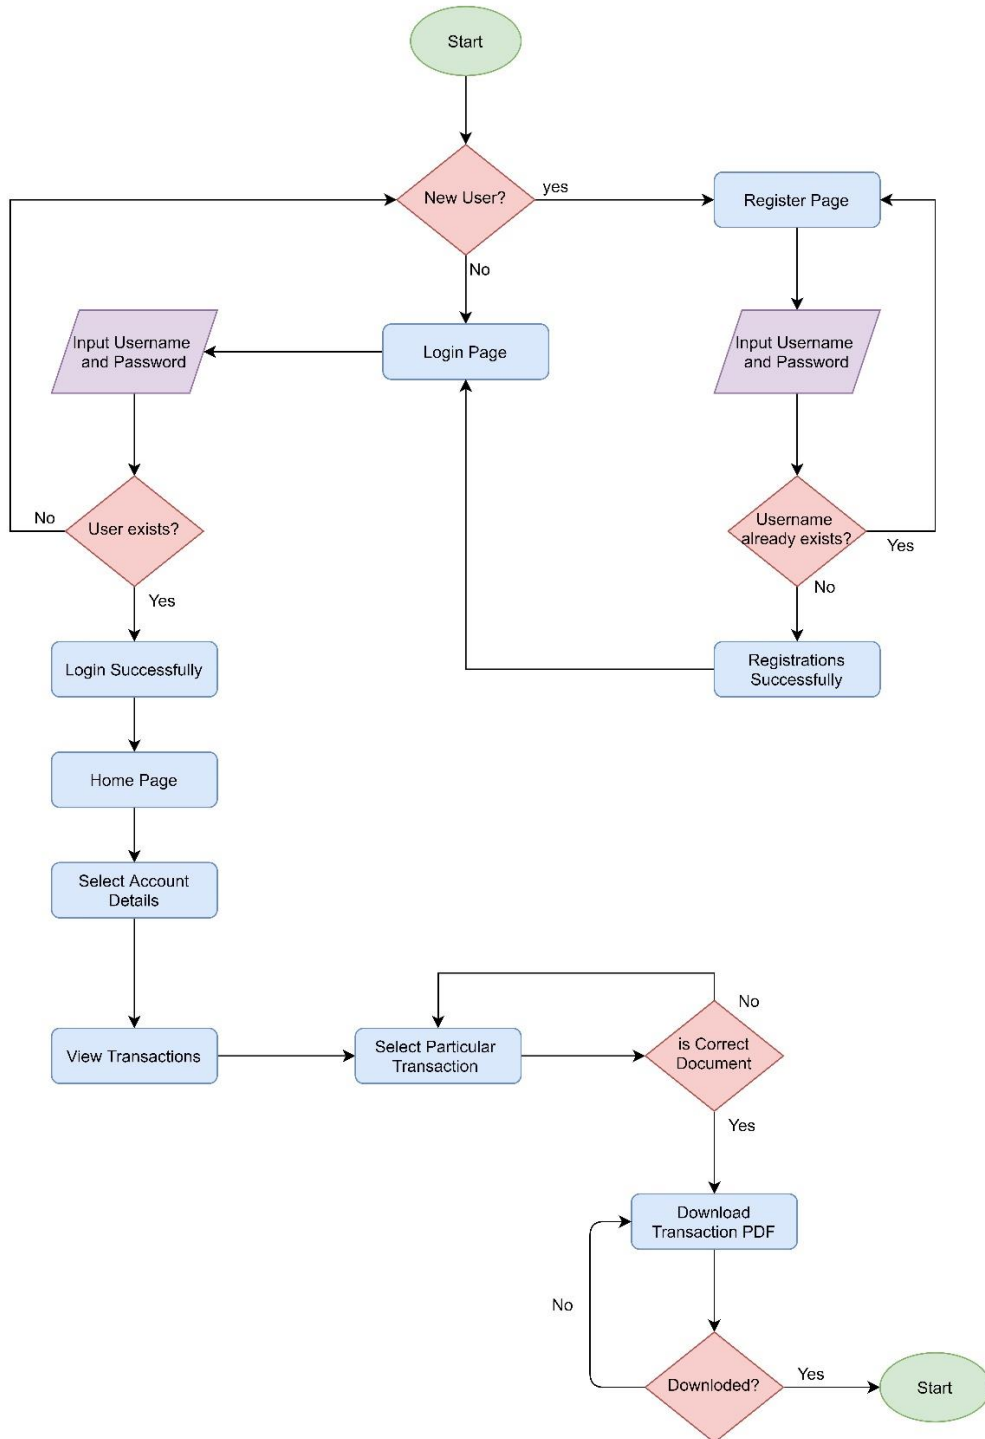 Start
New User?
yes
Register Page
No
Input Username
and Password
Login Page
Input Username
and Password
No
User exists?
Username
already exists?
Yes
Yes
No
Login Successfully
Registrations
Successfully
Home Page
Select Account
Details
No
View Transactions
Select Particular
Transaction
is Correct
Document
Yes
Download
Transaction PDF
No
Downloded?
Yes
Start